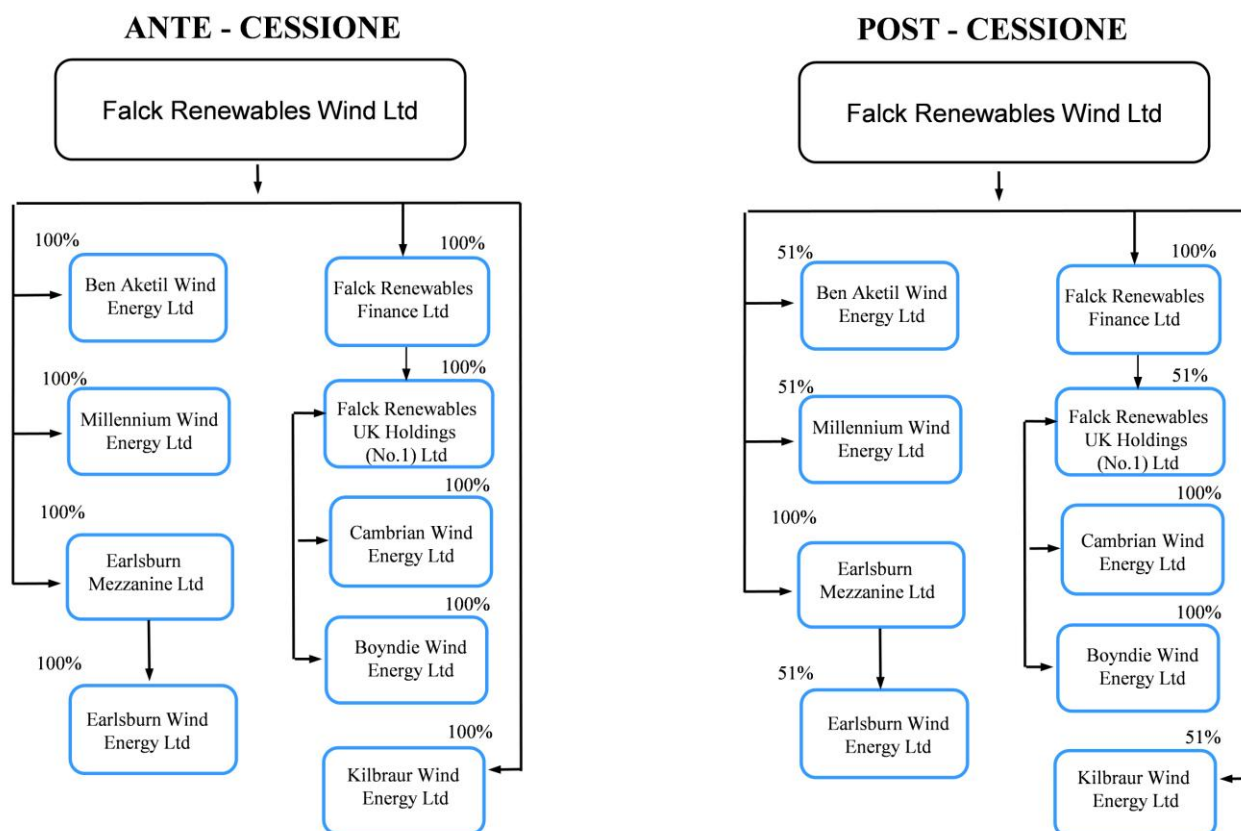 ANTE - CESSIONE
Falck Renewables Wind Ltd
100%
Ben Aketil Wind
Energy Ltd
100%
Millennium Wind
Energy Ltd
100%
Earlsburn
Mezzanine Ltd
100%
Earlsburn Wind
Energy Ltd
100%
Falck Renewables
Finance Ltd
100%
Falck Renewables
UK Holdings
(No.1) Ltd
100%
Cambrian Wind
Energy Ltd
100%
Boyndie Wind
Energy Ltd
100%
Kilbraur Wind
Energy Ltd
POST - CESSIONE
Falck Renewables Wind Ltd
51%
Ben Aketil Wind
Energy Ltd
51%
Millennium Wind
Energy Ltd
100%
Earlsburn
Mezzanine Ltd
51%
Earlsburn Wind
Energy Ltd
100%
Falck Renewables
Finance Ltd
51%
Falck Renewables
UK Holdings
(No.1) Ltd
100%
Cambrian Wind
Energy Ltd
100%
Boyndie Wind
Energy Ltd
51%
Kilbraur Wind
Energy Ltd